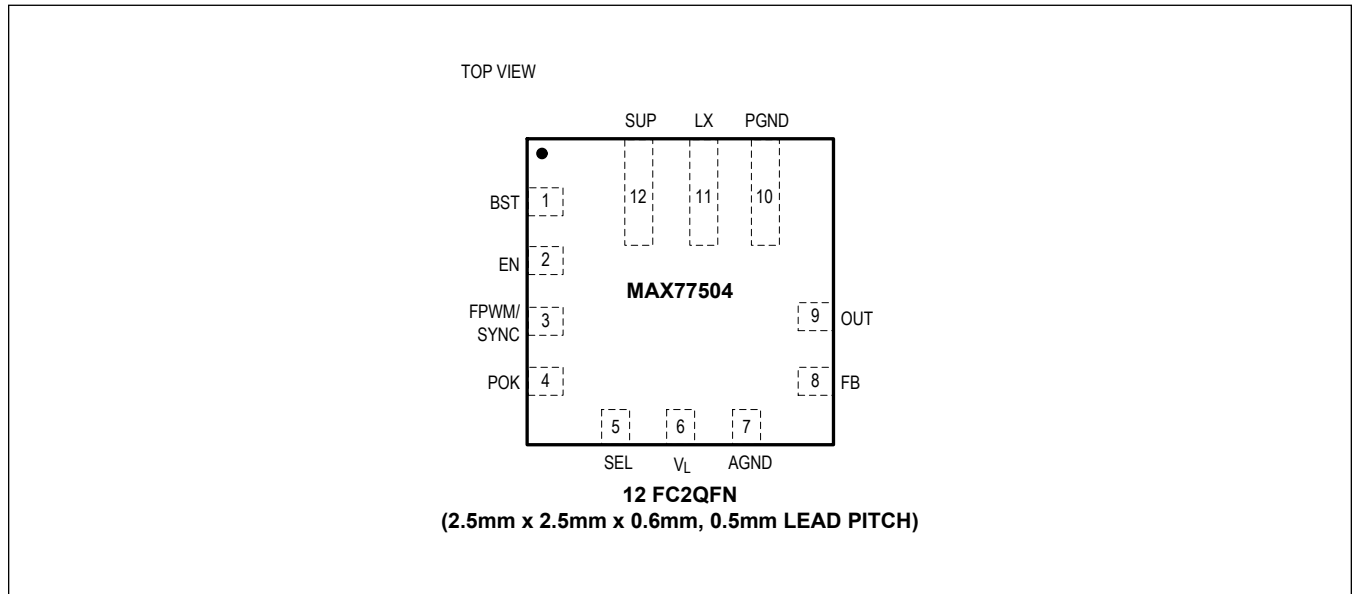 TOP VIEW
SUP LX PGND
12 11 10
BST 1
EN 2
MAX77504
FPWM/
SYNC 3
9 OUT
POK 4
8 FB
5 6 7
SEL VL AGND
12 FC2QFN
(2.5mm x 2.5mm x 0.6mm, 0.5mm LEAD PITCH)